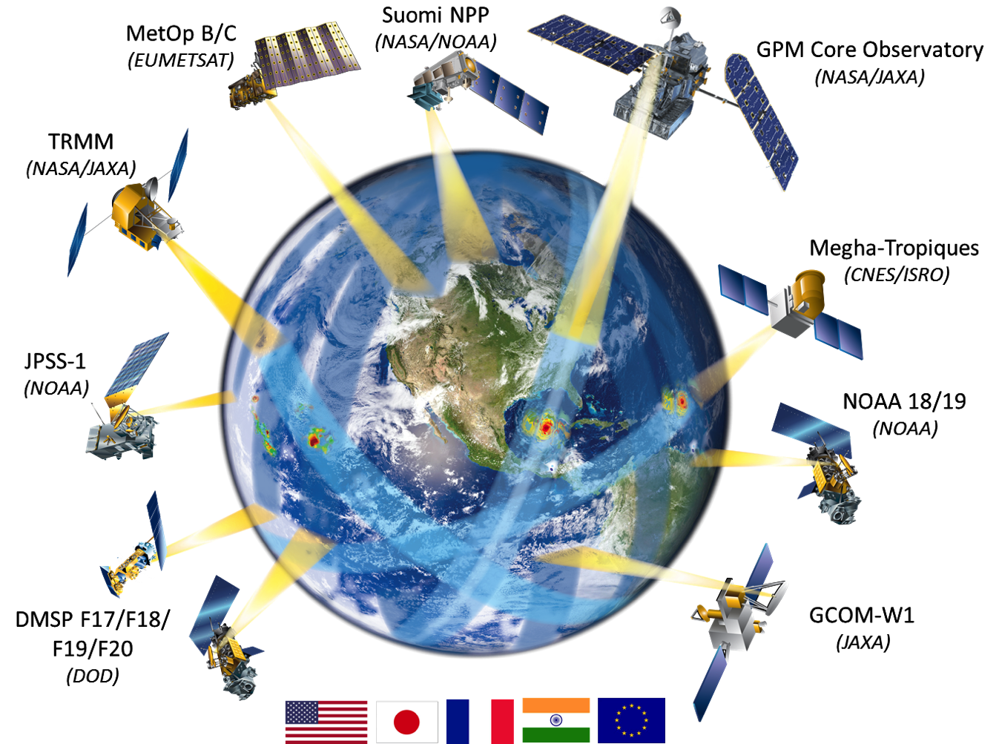 Suomi NPP
(NASA/NOAA)
MetOp B/C
(EUMETSAT)
GPM Core Observatory
(NASA/JAXA)
TRMM
(NASA/JAXA)
Megha-Tropiques
(CNES/ISRO)
JPSS-1
(NOAA)
NOAA 18/19
(NOAA)
DMSP F17/F18/
F19/F20
(DOD)
GCOM-W1
(JAXA)